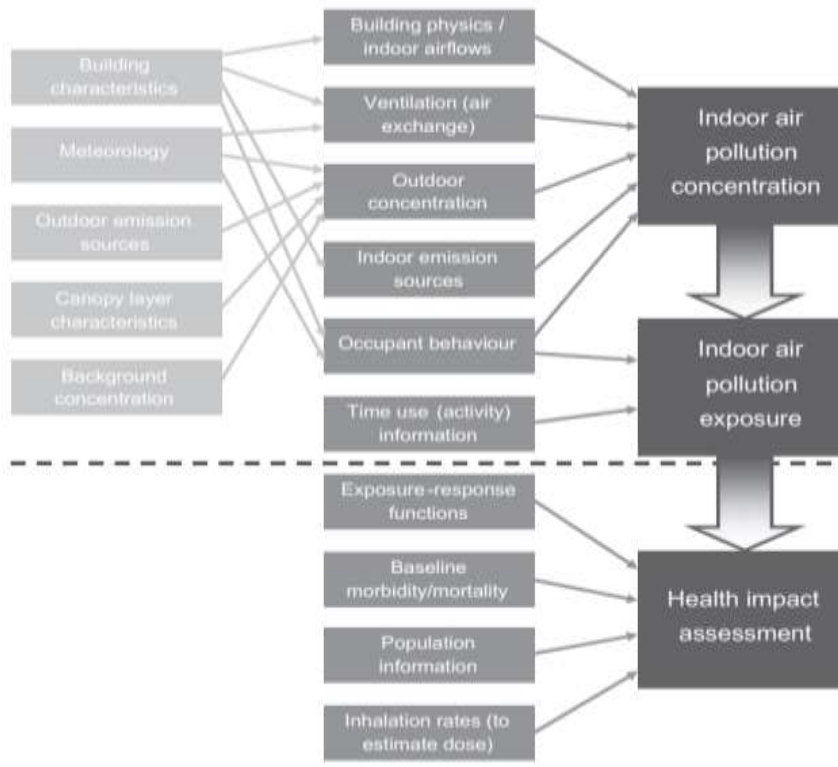 Building characteristics
Meteorology
Outdoor emission sources
Canopy layer characteristics
Background concentration
Building physics /
indoor airflows
Ventilation (air
exchange)
Outdoor
concentration
Indoor emission
sources
Occupant behaviour
Time use (activity)
information
Exposure-response
functions
Baseline
morbidity/mortality
Population
information
Inhalation rates (to
estimate dose)
Indoor air
pollution
concentration
Indoor air
pollution
exposure
Health impact
assessment